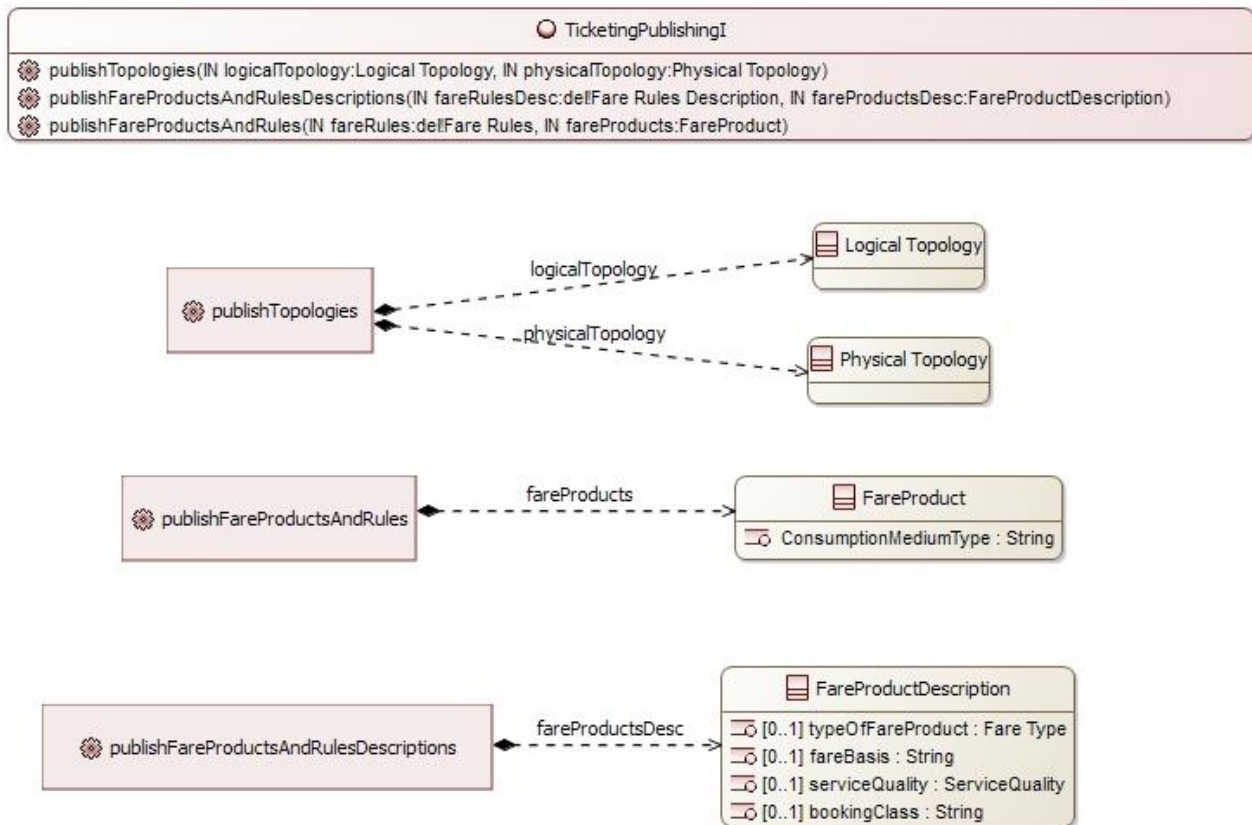 TicketingPublishingI
publishTopologies(IN logicalTopology:Logical Topology, IN physicalTopology:Physical Topology)
publishFareProductsAndRulesDescriptions(IN fareRulesDesc:del!Fare Rules Description, IN fareProductsDesc:FareProductDescription)
publishFareProductsAndRules(IN fareRules:del!Fare Rules, IN fareProducts:FareProduct)
Logical Topology
logicalTopology
publishTopologies
physicalTopology
Physical Topology
fareProducts
FareProduct
publishFareProductsAndRules
ConsumptionMediumType : String
FareProductDescription
fareProductsDesc
[0..1] typeOfFareProduct : Fare Type
publishFareProductsAndRulesDescriptions
[0..1] fareBasis : String
[0..1] serviceQuality : ServiceQuality
[0..1] bookingClass : String